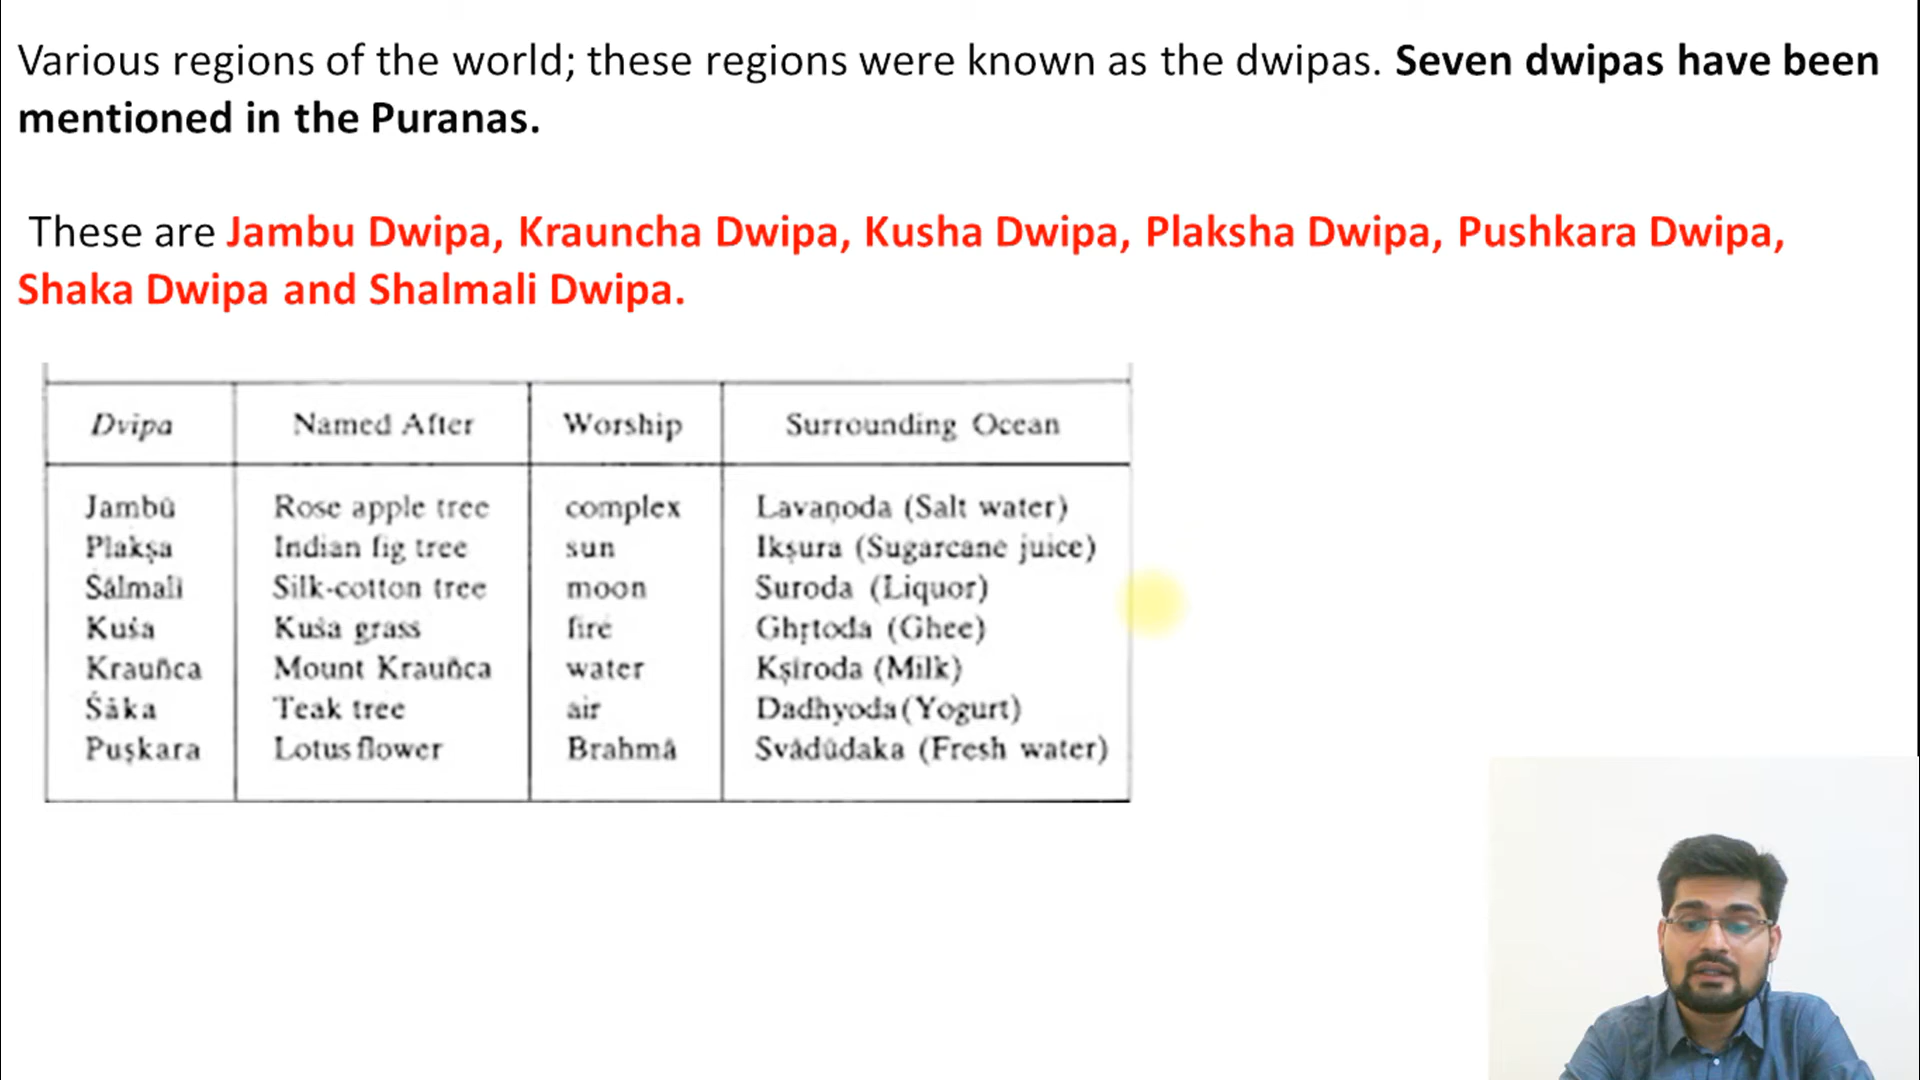 Various regions of the world; these regions were known as the dwipas. Seven dwipas have been
mentioned in the Puranas.
These are Jambu Dwipa, Krauncha Dwipa, Kusha Dwipa, Plaksha Dwipa, Pushkara Dwipa,
Shaka Dwipa and Shalmali Dwipa.
Dvipa Named After Worship Surrounding Ocean
Jambū Rose apple tree complex Lavaṇoda (Salt water)
Plakṣa Indian fig tree sun Ikṣura (Sugarcane juice)
Śālmali Silk-cotton tree moon Suroda (Liquor)
Kuśa Kuśa grass fire Ghṛtoda (Ghee)
Krauñca Mount Krauñca water Kṣīroda (Milk)
Śāka Teak tree air Dadhyoda (Yogurt)
Puṣkara Lotus flower Brahmā Svādūdaka (Fresh water)